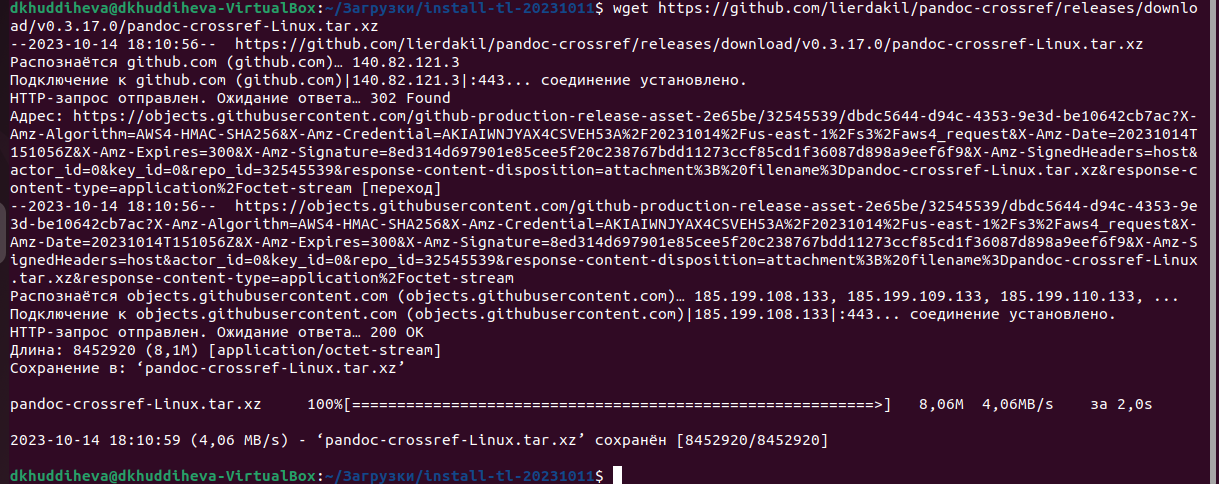 dkhuddiheva@dkhuddiheva-VirtualBox:~/Загрузки/install-tl-20231011$ wget https://github.com/lierdakil/pandoc-crossref/releases/downlo
ad/v0.3.17.0/pandoc-crossref-Linux.tar.xz
--2023-10-14 18:10:56--  https://github.com/lierdakil/pandoc-crossref/releases/download/v0.3.17.0/pandoc-crossref-Linux.tar.xz
Распознаётся github.com (github.com)… 140.82.121.3
Подключение к github.com (github.com)|140.82.121.3|:443... соединение установлено.
HTTP-запрос отправлен. Ожидание ответа… 302 Found
Адрес: https://objects.githubusercontent.com/github-production-release-asset-2e65be/32545539/dbdc5644-d94c-4353-9e3d-be10642cb7ac?X-
Amz-Algorithm=AWS4-HMAC-SHA256&X-Amz-Credential=AKIAIWNJYAX4CSVEH53A%2F20231014%2Fus-east-1%2Fs3%2Faws4_request&X-Amz-Date=20231014T
151056Z&X-Amz-Expires=300&X-Amz-Signature=8ed314d697901e85cee5f20c238767bdd11273ccf85cd1f36087d898a9eef6f9&X-Amz-SignedHeaders=host&
actor_id=0&key_id=0&repo_id=32545539&response-content-disposition=attachment%3B%20filename%3Dpandoc-crossref-Linux.tar.xz&response-c
ontent-type=application%2Foctet-stream [переход]
--2023-10-14 18:10:56--  https://objects.githubusercontent.com/github-production-release-asset-2e65be/32545539/dbdc5644-d94c-4353-9e
3d-be10642cb7ac?X-Amz-Algorithm=AWS4-HMAC-SHA256&X-Amz-Credential=AKIAIWNJYAX4CSVEH53A%2F20231014%2Fus-east-1%2Fs3%2Faws4_request&X-
Amz-Date=20231014T151056Z&X-Amz-Expires=300&X-Amz-Signature=8ed314d697901e85cee5f20c238767bdd11273ccf85cd1f36087d898a9eef6f9&X-Amz-S
ignedHeaders=host&actor_id=0&key_id=0&repo_id=32545539&response-content-disposition=attachment%3B%20filename%3Dpandoc-crossref-Linux
.tar.xz&response-content-type=application%2Foctet-stream
Распознаётся objects.githubusercontent.com (objects.githubusercontent.com)… 185.199.108.133, 185.199.109.133, 185.199.110.133, ...
Подключение к objects.githubusercontent.com (objects.githubusercontent.com)|185.199.108.133|:443... соединение установлено.
HTTP-запрос отправлен. Ожидание ответа… 200 OK
Длина: 8452920 (8,1M) [application/octet-stream]
Сохранение в: ‘pandoc-crossref-Linux.tar.xz’
pandoc-crossref-Linux.tar.xz     100%[==========================================================>]   8,06M  4,06MB/s    за 2,0s
2023-10-14 18:10:59 (4,06 MB/s) - ‘pandoc-crossref-Linux.tar.xz’ сохранён [8452920/8452920]
dkhuddiheva@dkhuddiheva-VirtualBox:~/Загрузки/install-tl-20231011$